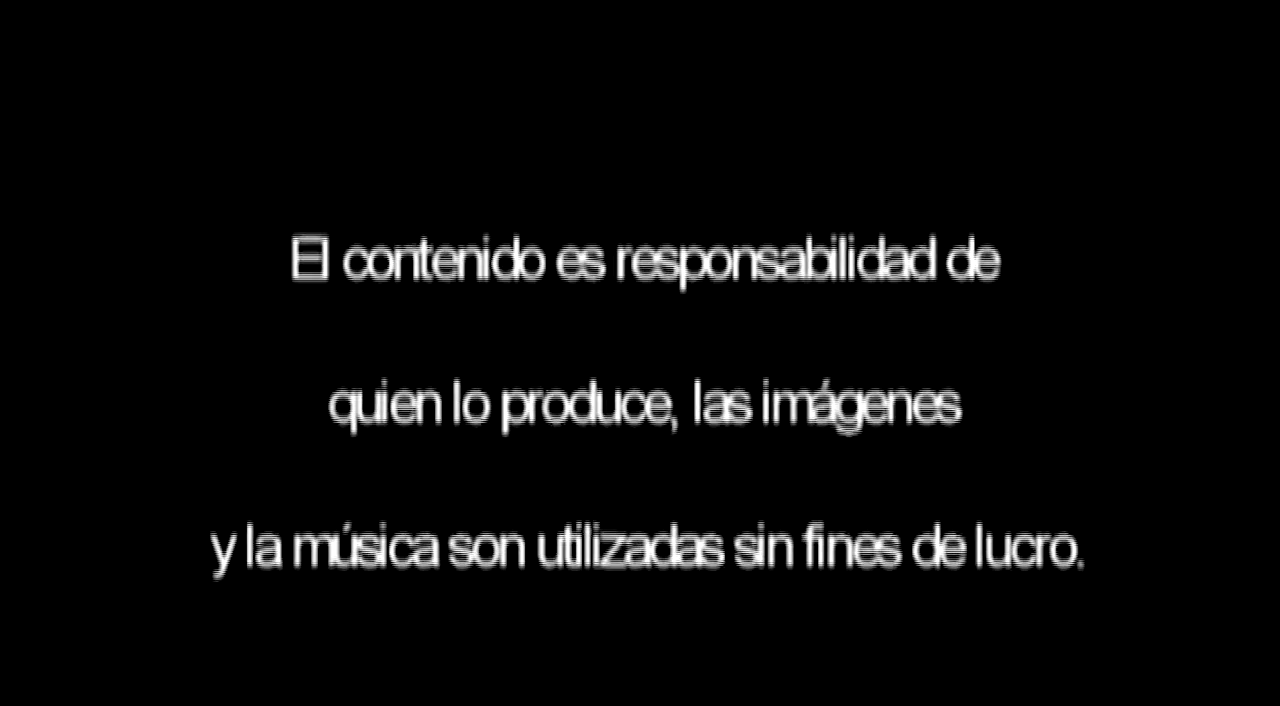 El contenido es responsabilidad de
quien lo produce, las imágenes
y la música son utilizadas sin fines de lucro.